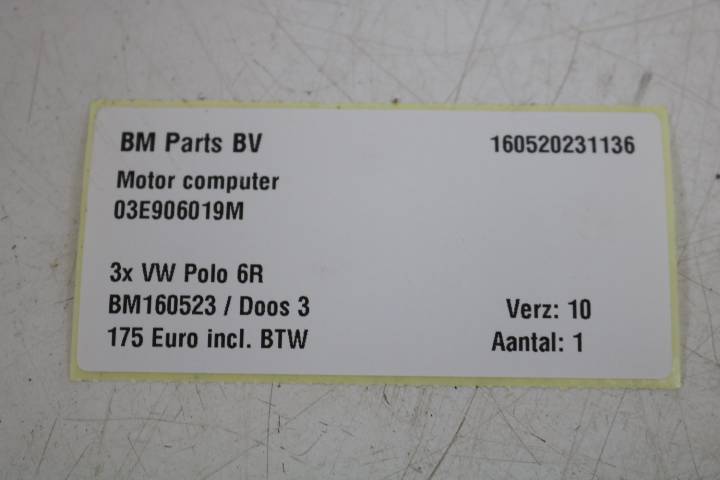 BM Parts BV 160520231136
Motor computer
03E906019M
3x VW Polo 6R
BM160523 / Doos 3 Verz: 10
175 Euro incl. BTW Aantal: 1